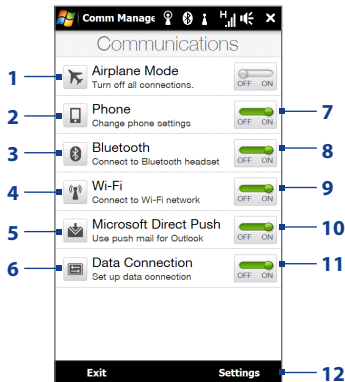 Comm Manage H
Communications
1 Airplane Mode
Turn off all connections. OFF ON
2 Phone 7
Change phone settings OFF ON
3 Bluetooth 8
Connect to Bluetooth headset OFF ON
4 Wi-Fi 9
Connect to Wi-Fi network OFF ON
5 Microsoft Direct Push 10
Use push mail for Outlook OFF ON
6 Data Connection 11
Set up data connection OFF ON
Exit Settings 12